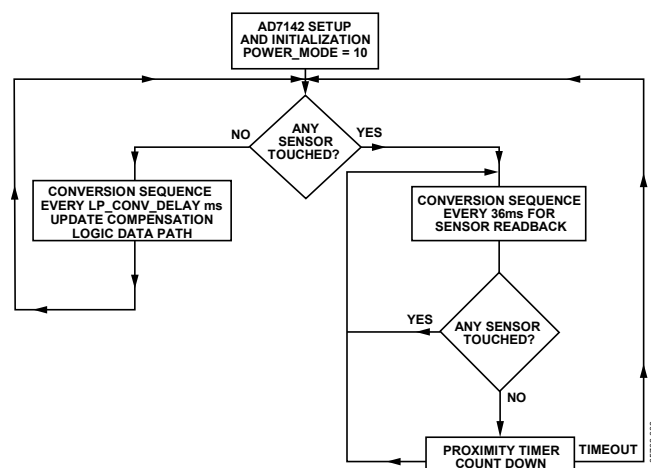 AD7142 SETUP
AND INITIALIZATION
POWER_MODE = 10
NO
ANY
SENSOR
TOUCHED?
YES
CONVERSION SEQUENCE
EVERY LP_CONV_DELAY ms
UPDATE COMPENSATION
LOGIC DATA PATH
CONVERSION SEQUENCE
EVERY 36ms FOR
SENSOR READBACK
YES
ANY SENSOR
TOUCHED?
NO
PROXIMITY TIMER
COUNT DOWN
TIMEOUT